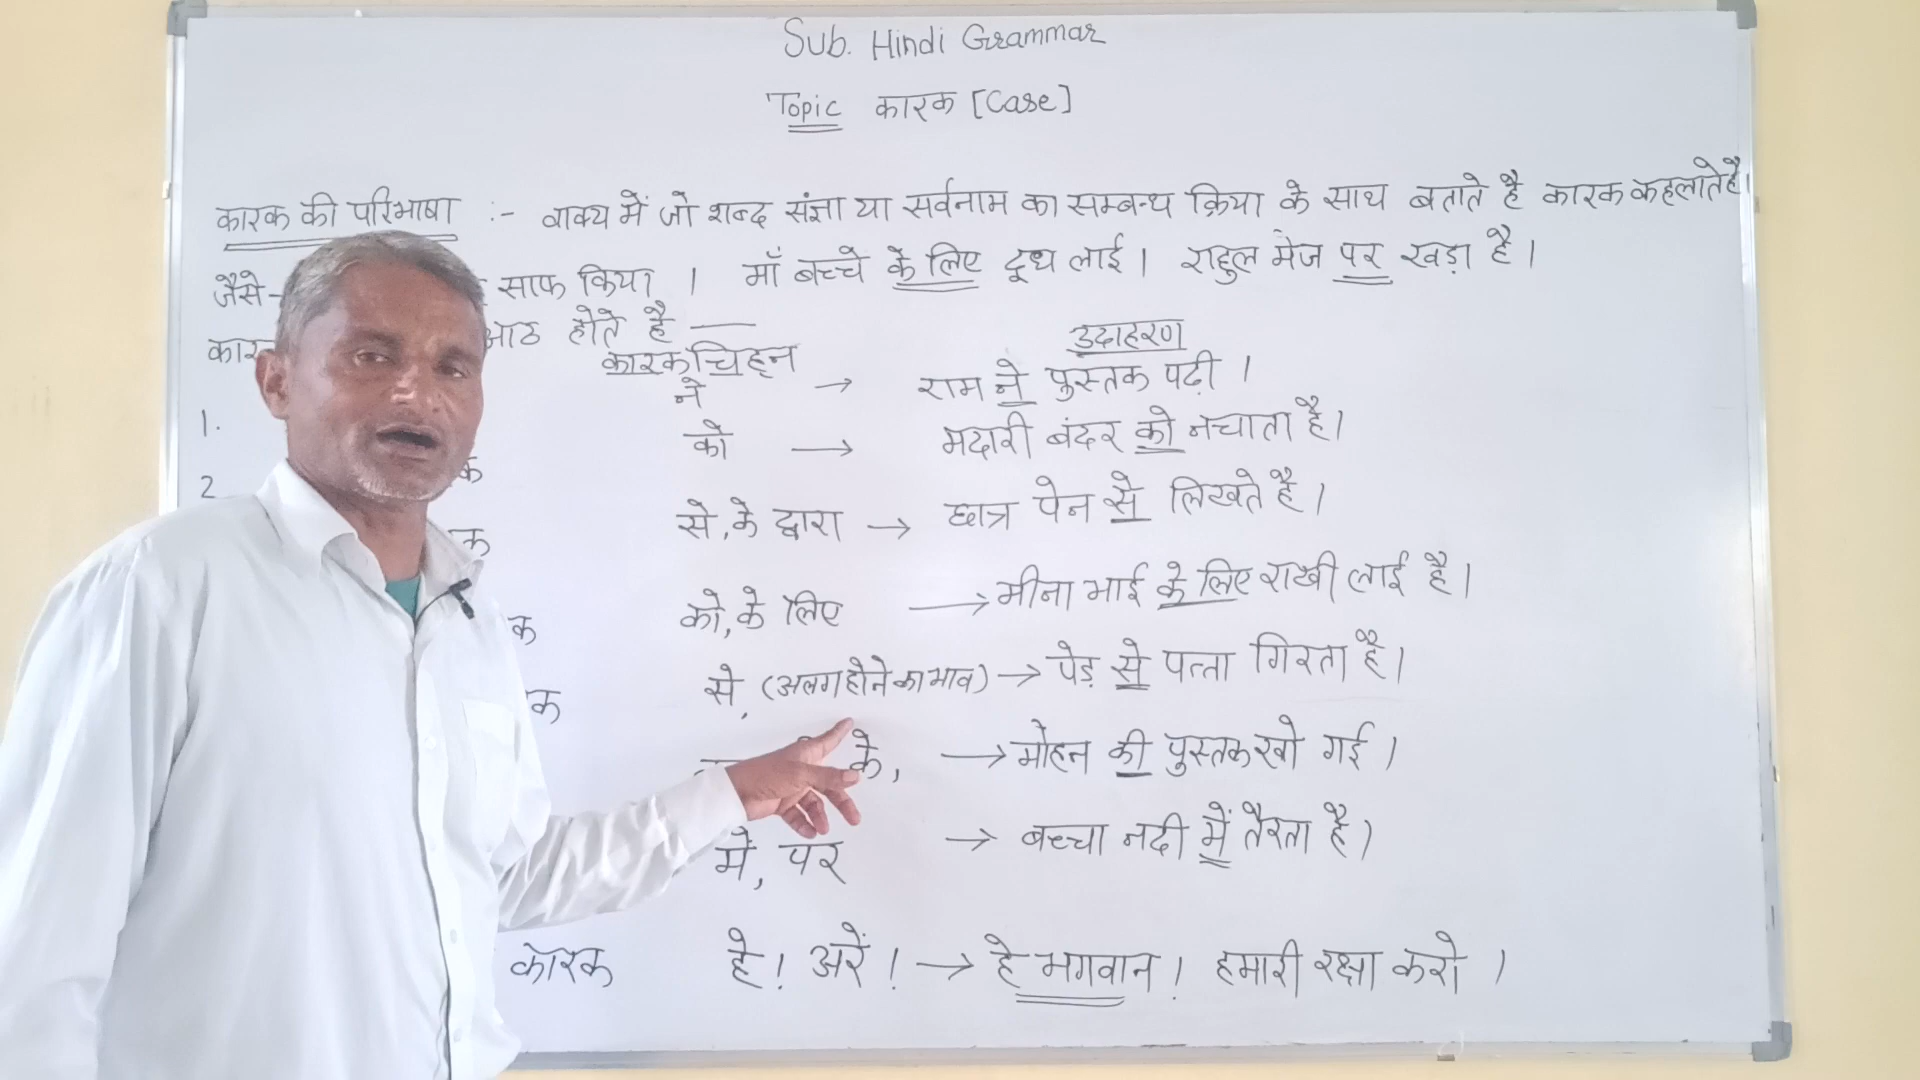 Sub. Hindi Grammar
Topic कारक [Case]
कारक की परिभाषा :- वाक्य में जो शब्द संज्ञा या सर्वनाम का सम्बन्ध क्रिया के साथ बताते है कारक कहलाते है
जैसे- साफ किया । माँ बच्चे के लिए दूध लाई । राहुल मेज पर खड़ा है ।
आठ होते है —
कारक चिह्न उदाहरण
1. ने → राम ने पुस्तक पढ़ी ।
2 को → मदारी बंदर को नचाता है ।
से, के द्वारा → छात्र पेन से लिखते है ।
को, के लिए → मीना भाई के लिए राखी लाई है ।
से, (अलग होने का भाव) → पेड़ से पत्ता गिरता है ।
के, → मोहन की पुस्तक खो गई ।
में, पर → बच्चा नदी में तैरता है ।
कारक हे ! अरें ! → हे भगवान ! हमारी रक्षा करो ।